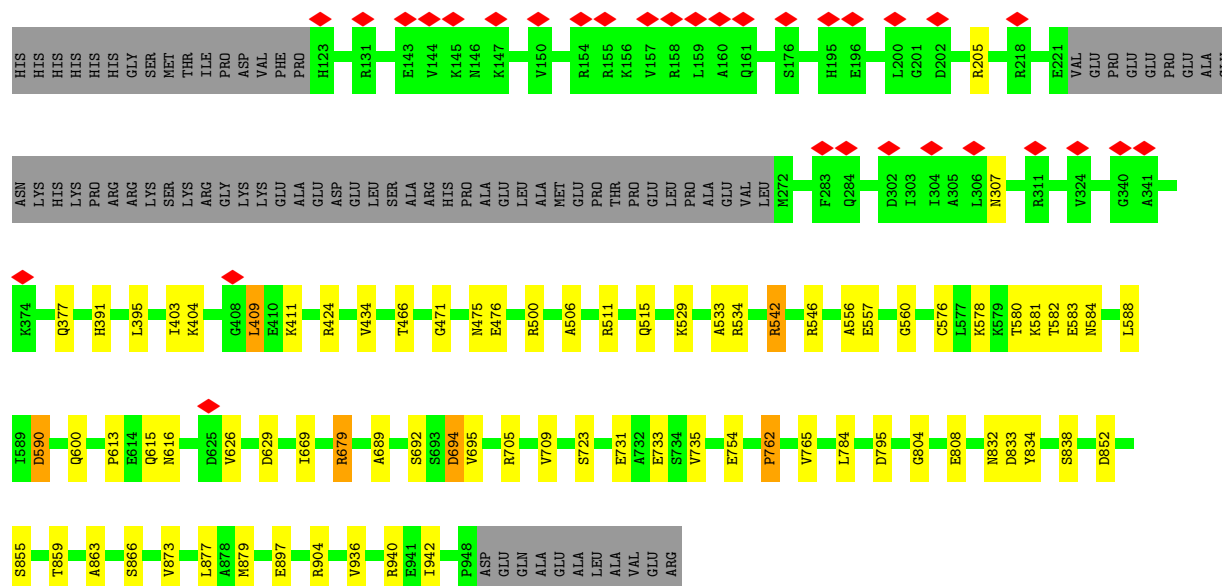 HIS HIS HIS HIS HIS HIS GLY SER MET THR ILE PRO ASP VAL PHE PRO H123 R131 E143 V144 K145 N146 K147 V150 R154 R155 K156 V157 R158 L159 A160 Q161 S176 H195 E196 L200 G201 D202 R205 R218 E221 VAL GLU PRO GLU GLU PRO GLU ALA
ASN LYS HIS LYS PRO ARG ARG LYS SER LYS ARG GLY LYS LYS GLU ALA GLU ASP GLU LEU SER ALA ARG HIS PRO ALA GLU LEU ALA MET GLU PRO THR PRO GLU LEU PRO ALA GLU VAL LEU M272 F283 Q284 D302 I303 I304 A305 L306 N307 R311 V324 G340 A341
K374 Q377 H391 L395 I403 K404 G408 L409 E410 K411 R424 V434 T466 G471 N475 E476 R500 A506 R511 Q515 K529 A533 R534 R542 R546 A556 E557 G560 C576 L577 K578 K579 T580 K581 T582 E583 N584 L588
I589 D590 Q600 P613 E614 Q615 N616 D625 V626 D629 I669 R679 A689 S692 S693 D694 V695 R705 V709 S723 E731 A732 E733 S734 V735 E754 P762 V765 L784 D795 G804 E808 N832 D833 Y834 S838 D852
S855 T859 A863 S866 V873 L877 A878 M879 E897 R904 V936 R940 E941 I942 P948 ASP GLU GLN ALA GLU ALA LEU ALA VAL GLU ARG